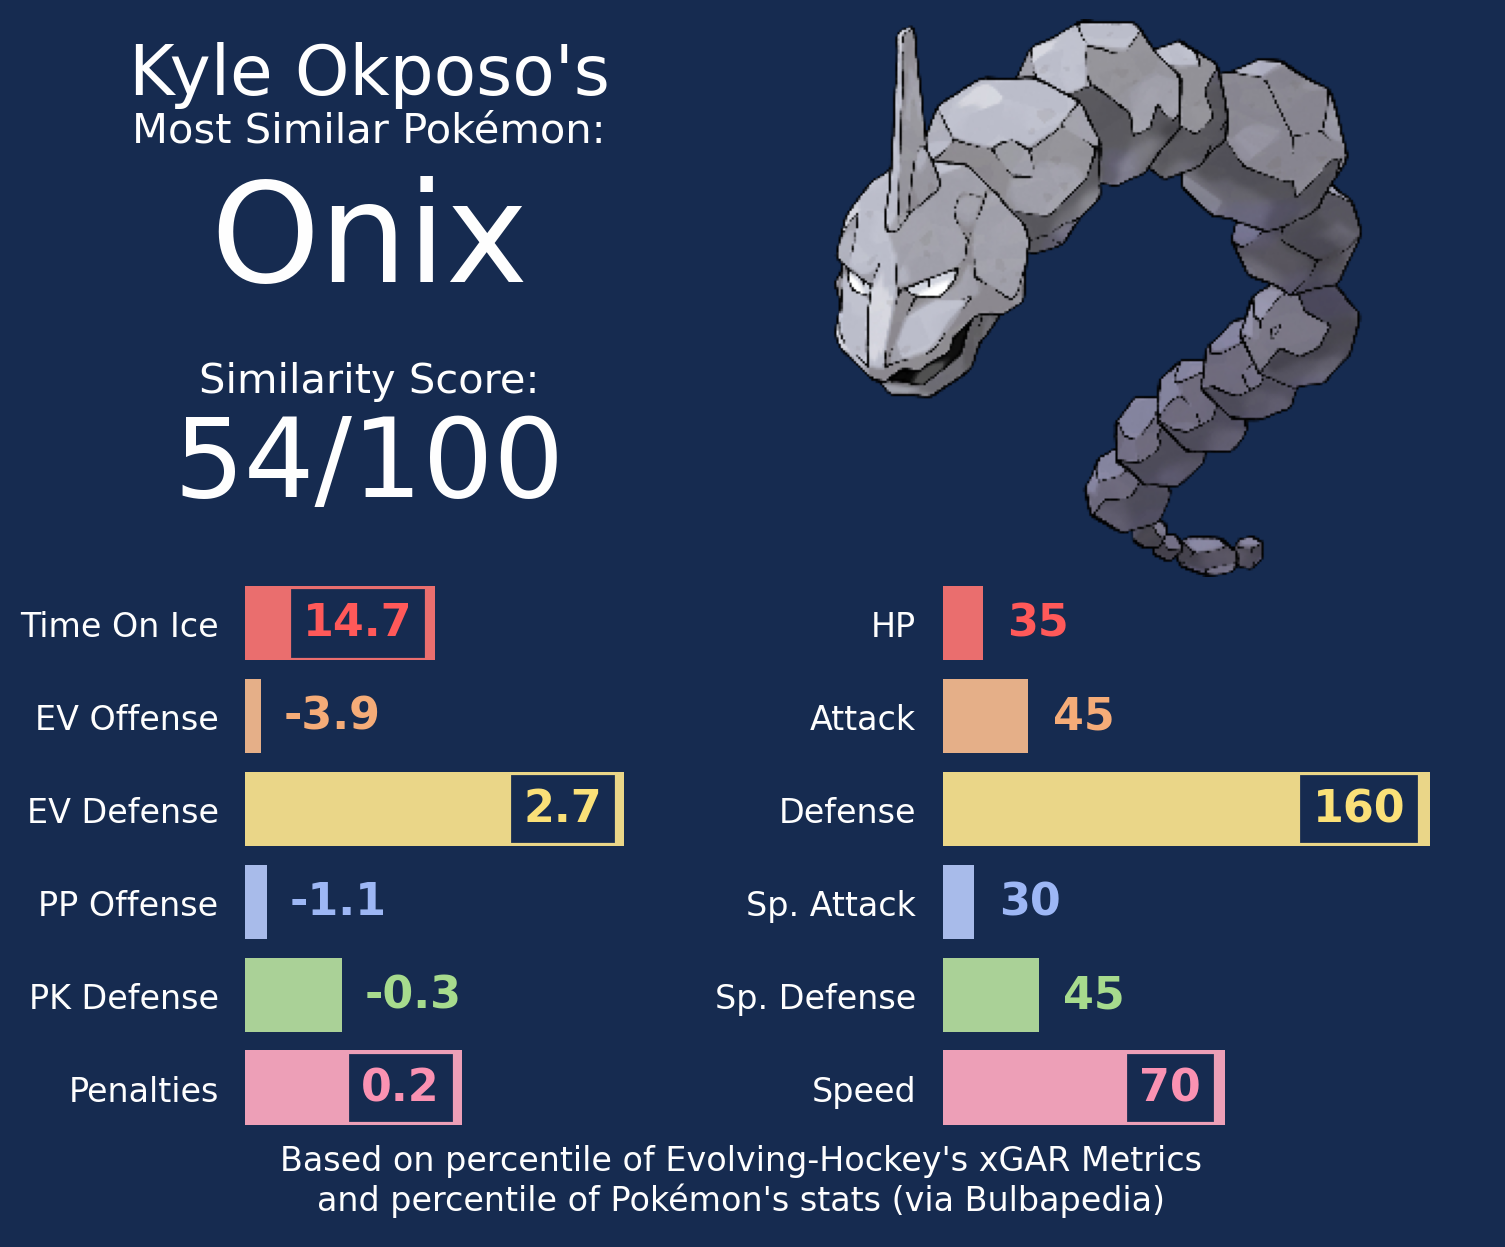 Kyle Okposo's
Most Similar Pokémon:
Onix
Similarity Score:
54/100
Time On Ice 14.7
EV Offense -3.9
EV Defense 2.7
PP Offense -1.1
PK Defense -0.3
Penalties 0.2
HP 35
Attack 45
Defense 160
Sp. Attack 30
Sp. Defense 45
Speed 70
Based on percentile of Evolving-Hockey's xGAR Metrics
and percentile of Pokémon's stats (via Bulbapedia)